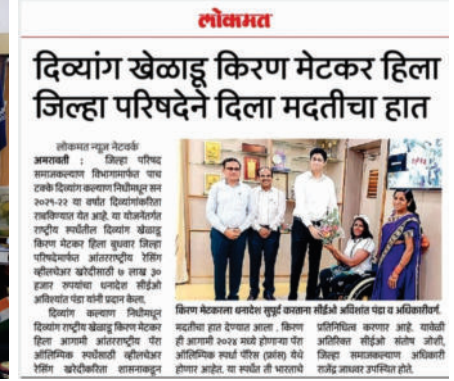 लोकमत
दिव्यांग खेळाडू किरण मेटकर हिला
जिल्हा परिषदेने दिला मदतीचा हात
लोकमत न्यूज नेटवर्क
अमरावती : जिल्हा परिषद
समाजकल्याण विभागामार्फत पाच
टक्के दिव्यांग कल्याण निधीमधून सन
२०२१-२२ या वर्षात दिव्यांगांकरिता
राबविण्यात येत आहे. या योजनेंतर्गत
राष्ट्रीय स्पर्धेतील दिव्यांग खेळाडू
किरण मेटकर हिला बुधवार जिल्हा
परिषदेमार्फत आंतरराष्ट्रीय रेसिंग
व्हीलचेअर खरेदीसाठी ७ लाख ३०
हजार रुपयांचा धनादेश सीईओ
अविश्यांत पंडा यांनी प्रदान केला.
दिव्यांग कल्याण निधीमधून
दिव्यांग राष्ट्रीय खेळाडू किरण मेटकर
हिला आगामी आंतरराष्ट्रीय पॅरा
ऑलिम्पिक स्पर्धेसाठी व्हीलचेअर
रेसिंग खरेदीकरिता शासनाकडून
किरण मेटकरला धनादेश सुपूर्द करताना सीईओ अविशांत पंडा व अधिकारीवर्ग.
मदतीचा हात देण्यात आला . किरण
ही आगामी २०२४ मध्ये होणाऱ्या पॅरा
ऑलिम्पिक स्पर्धा पॅरिस (फ्रांस) येथे
होणार आहेत. या स्पर्धेत ती भारताचे
प्रतिनिधित्व करणार आहे. यावेळी
अतिरिक्त सीईओ संतोष जोशी,
जिल्हा समाजकल्याण अधिकारी
राजेंद्र जाधवर उपस्थित होते.